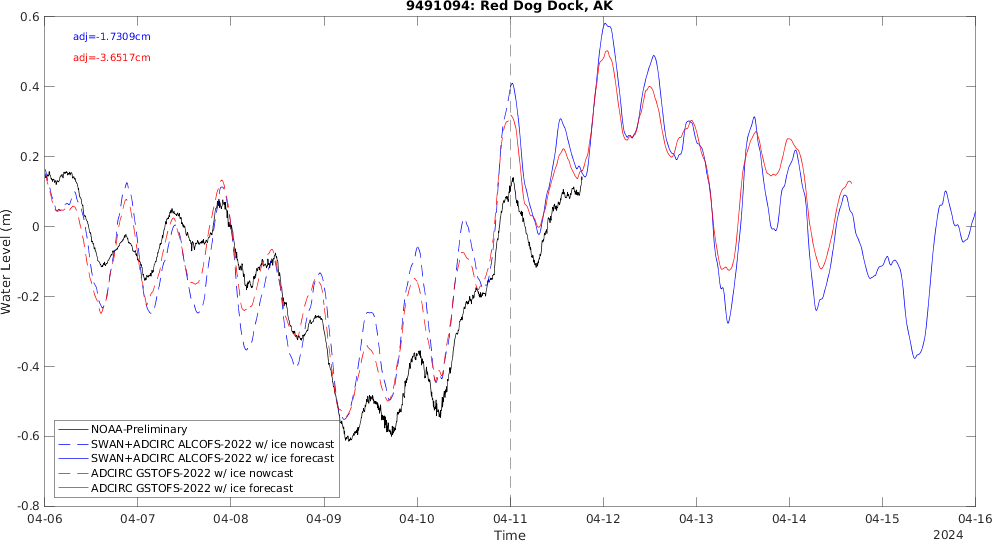 9491094: Red Dog Dock, AK
adj=-1.7309cm
adj=-3.6517cm
Water Level (m)
0.6
0.4
0.2
0
-0.2
-0.4
-0.6
-0.8
NOAA-Preliminary
SWAN+ADCIRC ALCOFS-2022 w/ ice nowcast
SWAN+ADCIRC ALCOFS-2022 w/ ice forecast
ADCIRC GSTOFS-2022 w/ ice nowcast
ADCIRC GSTOFS-2022 w/ ice forecast
04-06 04-07 04-08 04-09 04-10 04-11 04-12 04-13 04-14 04-15 04-16
Time
2024